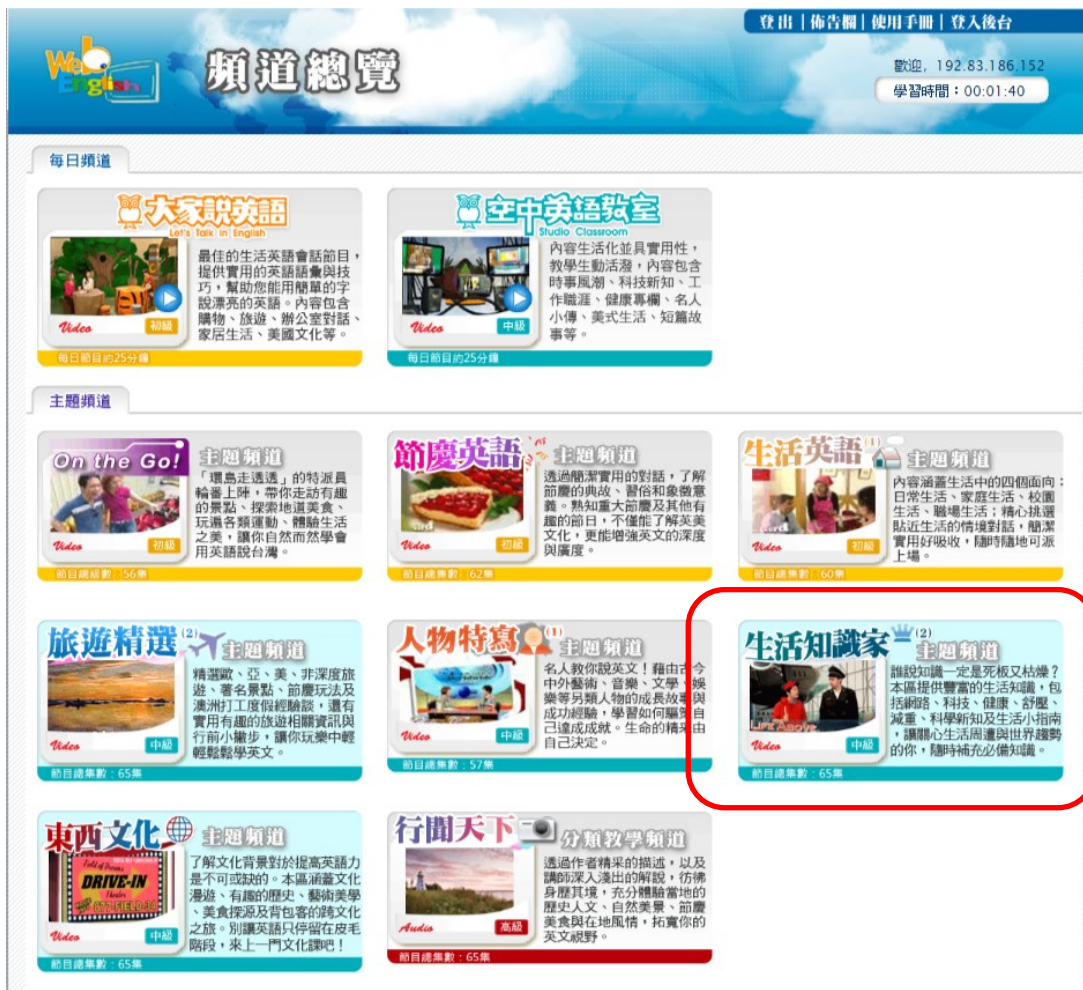 登出 | 佈告欄 | 使用手冊 | 登入後台
Web English
頻道總覽
歡迎, 192.83.186.152
學習時間：00:01:40
每日頻道
大家說英語
Let's Talk in English
最佳的生活英語會話節目，
提供實用的英語語彙與技
巧，幫助您能用簡單的字
說漂亮的英語。內容包含
購物、旅遊、辦公室對話、
家居生活、美國文化等。
Video
初級
每日節目約25分鐘
空中英語教室
Studio Classroom
內容生活化並具實用性，
教學生動活潑，內容包含
時事風潮、科技新知、工
作職涯、健康專欄、名人
小傳、美式生活、短篇故
事等。
Video
中級
每日節目約25分鐘
主題頻道
On the Go!
主題頻道
「環島走透透」的特派員
輪番上陣，帶你走訪有趣
的景點、探索地道美食、
玩遍各類運動、體驗生活
之美，讓你自然而然學會
用英語說台灣。
Video
初級
節目總級數：56集
節慶英語
主題頻道
透過簡潔實用的對話，了解
節慶的典故、習俗和象徵意
義。熟知重大節慶及其他有
趣的節日，不僅能了解英美
文化，更能增強英文的深度
與廣度。
Video
初級
節目總集數：62集
生活英語(1)
主題頻道
內容涵蓋生活中的四個面向：
日常生活、家庭生活、校園
生活、職場生活；精心挑選
貼近生活的情境對話，簡潔
實用好吸收，隨時隨地可派
上場。
Video
初級
節目總集數：60集
旅遊精選(2)
主題頻道
精選歐、亞、美、非深度旅
遊、著名景點、節慶玩法及
澳洲打工度假經驗談，還有
實用有趣的旅遊相關資訊與
行前小撇步，讓你玩樂中輕
輕鬆鬆學英文。
Video
中級
節目總集數：65集
人物特寫(1)
主題頻道
名人教你說英文！藉由古今
中外藝術、音樂、文學、娛
樂等另類人物的成長故事與
成功經驗，學習如何驅策自
己達成成就。生命的精采由
自己決定。
Video
中級
節目總集數：57集
生活知識家(2)
主題頻道
誰說知識一定是死板又枯燥？
本區提供豐富的生活知識，包
括網路、科技、健康、舒壓、
減重、科學新知及生活小指南
，讓關心生活周遭與世界趨勢
的你，隨時補充必備知識。
Video
中級
節目總集數：65集
東西文化
主題頻道
了解文化背景對於提高英語力
是不可或缺的。本區涵蓋文化
漫遊、有趣的歷史、藝術美學
、美食探源及背包客的跨文化
之旅。別讓英語只停留在皮毛
階段，來上一門文化課吧！
DRIVE-IN
Video
中級
節目總集數：65集
行聞天下
分類教學頻道
透過作者精采的描述，以及
講師深入淺出的解說，彷彿
身歷其境，充分體驗當地的
歷史人文、自然美景、節慶
美食與在地風情，拓寬你的
英文視野。
Audio
高級
節目總集數：65集